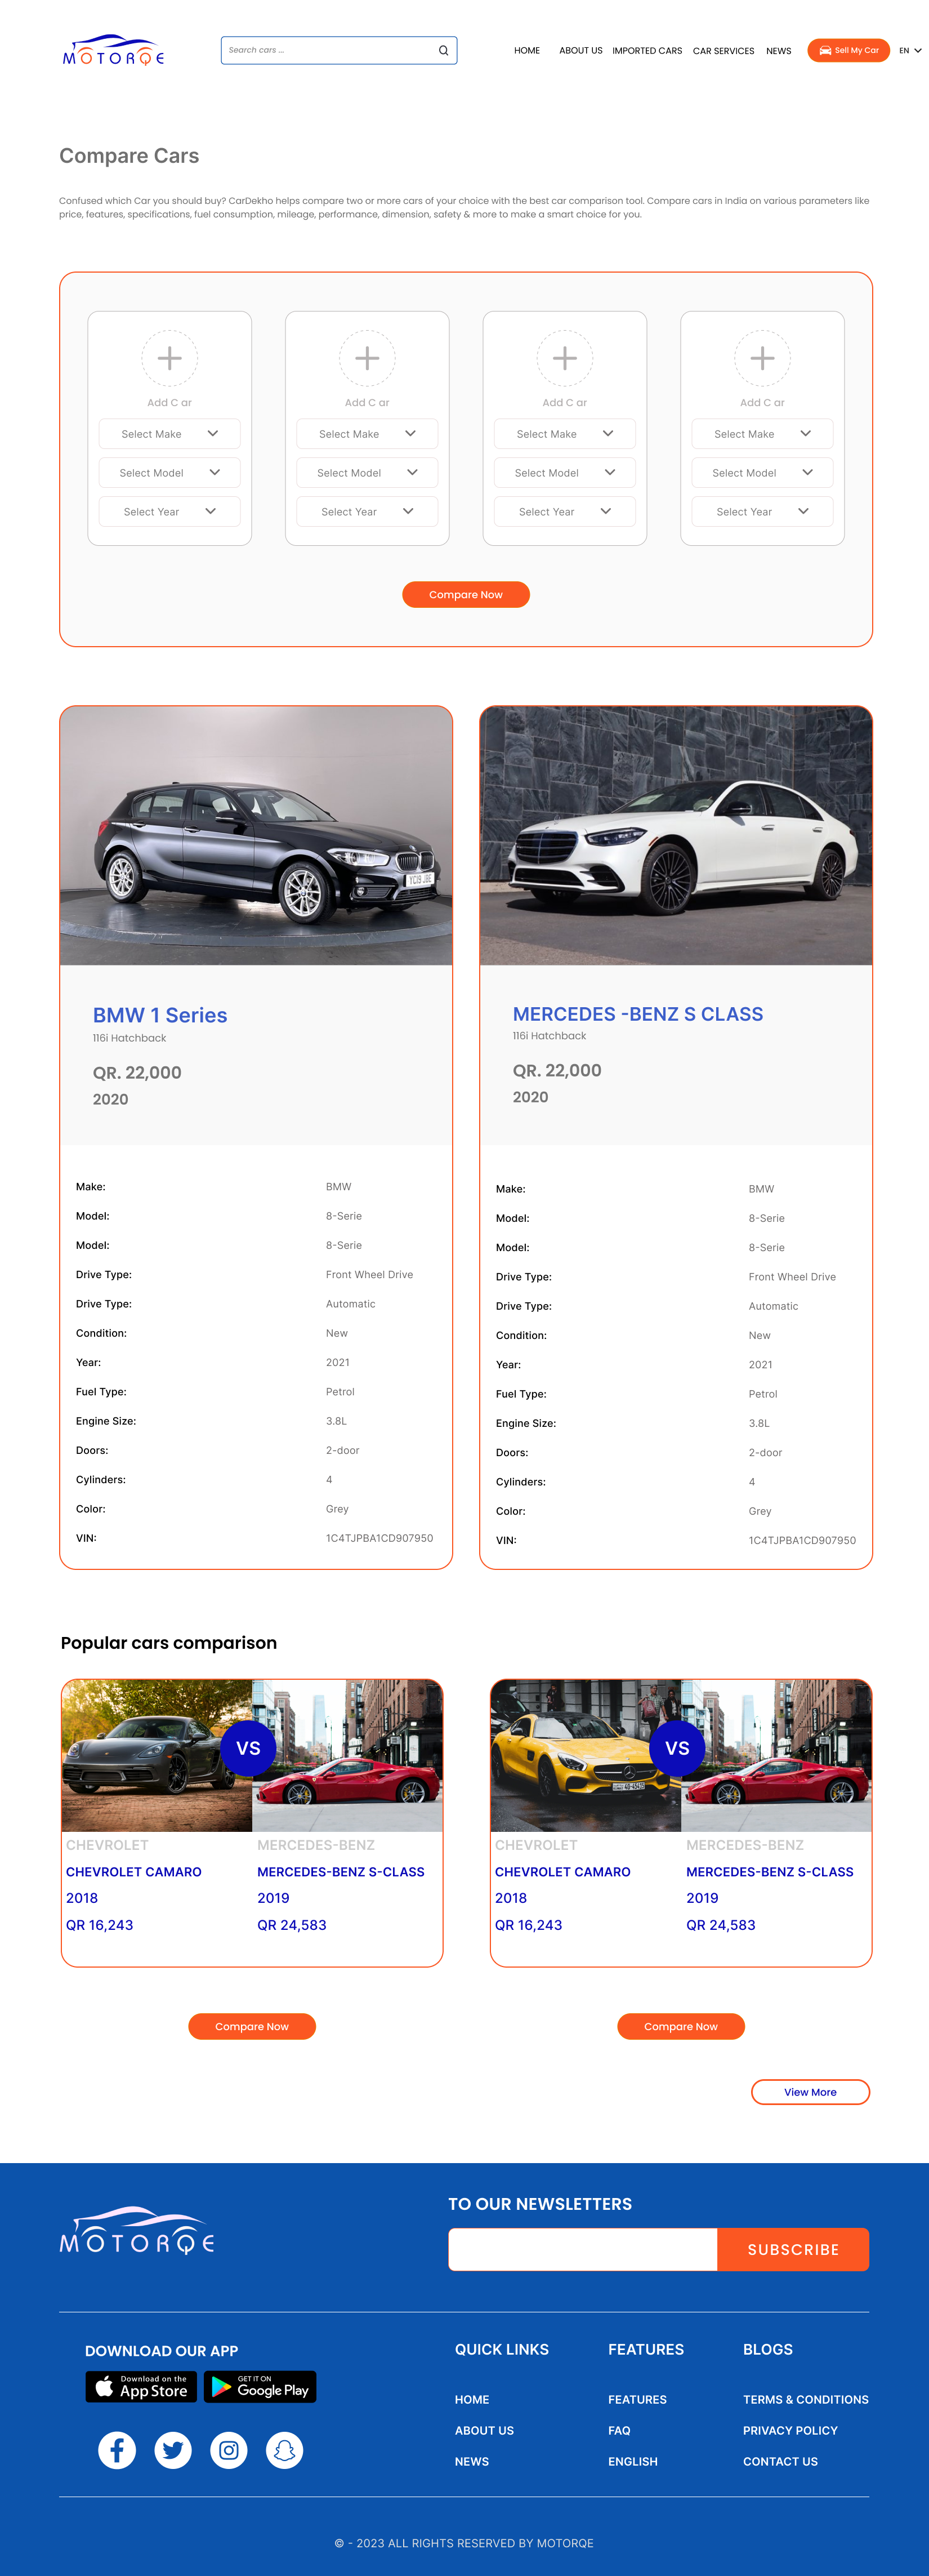 MOTORQE
Search cars ...
HOME ABOUT US IMPORTED CARS CAR SERVICES NEWS Sell My Car EN
Compare Cars
Confused which Car you should buy? CarDekho helps compare two or more cars of your choice with the best car comparison tool. Compare cars in India on various parameters like
price, features, specifications, fuel consumption, mileage, performance, dimension, safety & more to make a smart choice for you.
Add C ar Add C ar Add C ar Add C ar
Select Make Select Make Select Make Select Make
Select Model Select Model Select Model Select Model
Select Year Select Year Select Year Select Year
Compare Now
BMW 1 Series
116i Hatchback
QR. 22,000
2020
Make: BMW
Model: 8-Serie
Model: 8-Serie
Drive Type: Front Wheel Drive
Drive Type: Automatic
Condition: New
Year: 2021
Fuel Type: Petrol
Engine Size: 3.8L
Doors: 2-door
Cylinders: 4
Color: Grey
VIN: 1C4TJPBA1CD907950
MERCEDES -BENZ S CLASS
116i Hatchback
QR. 22,000
2020
Make: BMW
Model: 8-Serie
Model: 8-Serie
Drive Type: Front Wheel Drive
Drive Type: Automatic
Condition: New
Year: 2021
Fuel Type: Petrol
Engine Size: 3.8L
Doors: 2-door
Cylinders: 4
Color: Grey
VIN: 1C4TJPBA1CD907950
Popular cars comparison
VS VS
CHEVROLET MERCEDES-BENZ CHEVROLET MERCEDES-BENZ
CHEVROLET CAMARO MERCEDES-BENZ S-CLASS CHEVROLET CAMARO MERCEDES-BENZ S-CLASS
2018 2019 2018 2019
QR 16,243 QR 24,583 QR 16,243 QR 24,583
Compare Now Compare Now
View More
MOTORQE
TO OUR NEWSLETTERS
SUBSCRIBE
DOWNLOAD OUR APP
Download on the
App Store
GET IT ON
Google Play
QUICK LINKS FEATURES BLOGS
HOME FEATURES TERMS & CONDITIONS
ABOUT US FAQ PRIVACY POLICY
NEWS ENGLISH CONTACT US
© - 2023 ALL RIGHTS RESERVED BY MOTORQE